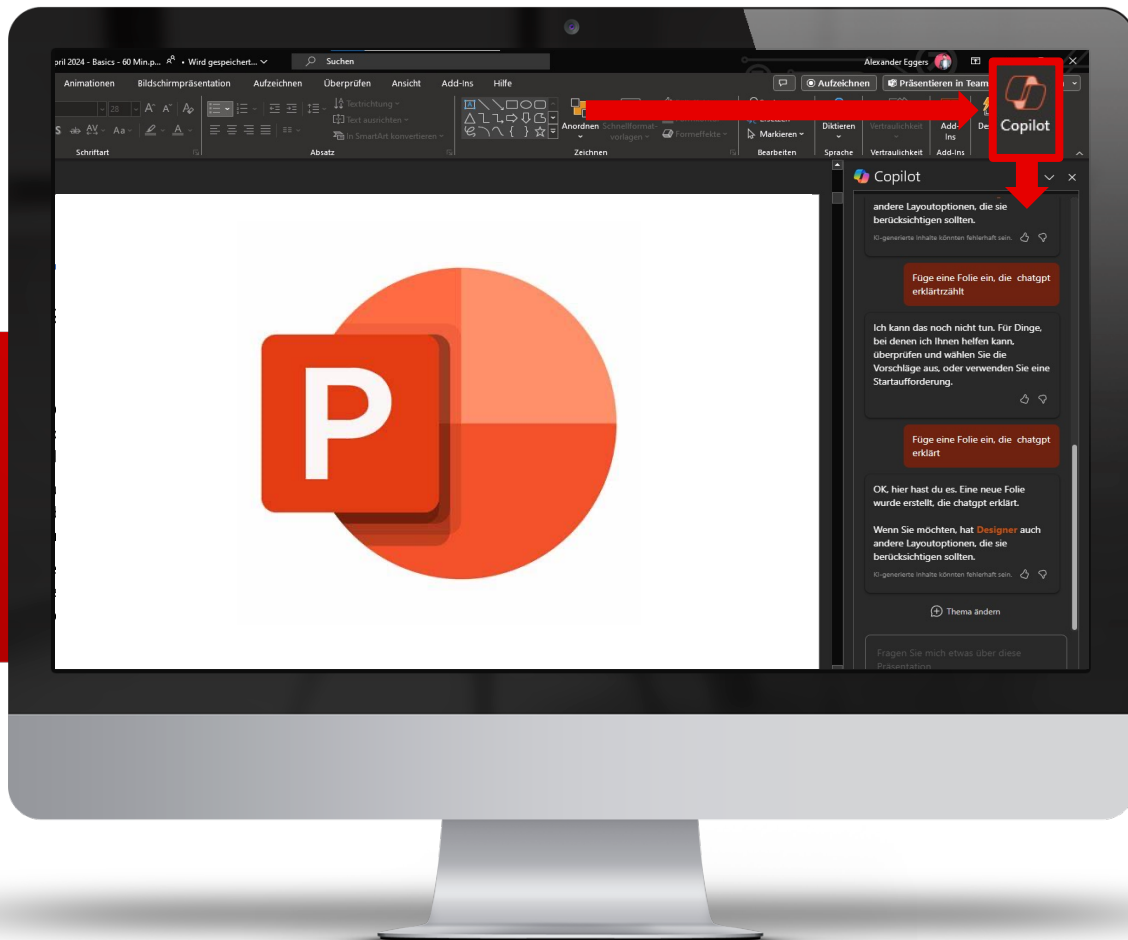 pril 2024 - Basics - 60 Min.p... • Wird gespeichert...
Suchen
Alexander Eggers
Animationen Bildschirmpräsentation Aufzeichnen Überprüfen Ansicht Add-Ins Hilfe
Aufzeichnen
Präsentieren in Team
28
A A A
S ab AV Aa A
Textrichtung
Text ausrichten
In SmartArt konvertieren
Anordnen
Schnellformat-
vorlagen
Formeffekte
Ersetzen
Markieren
Diktieren
Vertraulichkeit
Add-
Ins
De
Copilot
Schriftart Absatz Zeichnen Bearbeiten Sprache Vertraulichkeit Add-Ins
Copilot
andere Layoutoptionen, die sie
berücksichtigen sollten.
KI-generierte Inhalte könnten fehlerhaft sein.
Füge eine Folie ein, die chatgpt
erklärtrzählt
Ich kann das noch nicht tun. Für Dinge,
bei denen ich Ihnen helfen kann,
überprüfen und wählen Sie die
Vorschläge aus, oder verwenden Sie eine
Startaufforderung.
Füge eine Folie ein, die chatgpt
erklärt
OK, hier hast du es. Eine neue Folie
wurde erstellt, die chatgpt erklärt.
Wenn Sie möchten, hat Designer auch
andere Layoutoptionen, die sie
berücksichtigen sollten.
KI-generierte Inhalte könnten fehlerhaft sein.
Thema ändern
Fragen Sie mich etwas über diese
Präsentation
P